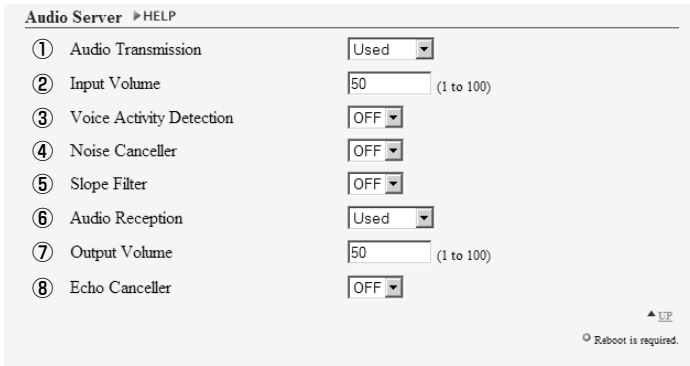 Audio Server ▶HELP
① Audio Transmission Used
② Input Volume 50 (1 to 100)
③ Voice Activity Detection OFF
④ Noise Canceller OFF
⑤ Slope Filter OFF
⑥ Audio Reception Used
⑦ Output Volume 50 (1 to 100)
⑧ Echo Canceller OFF
▲UP
Reboot is required.